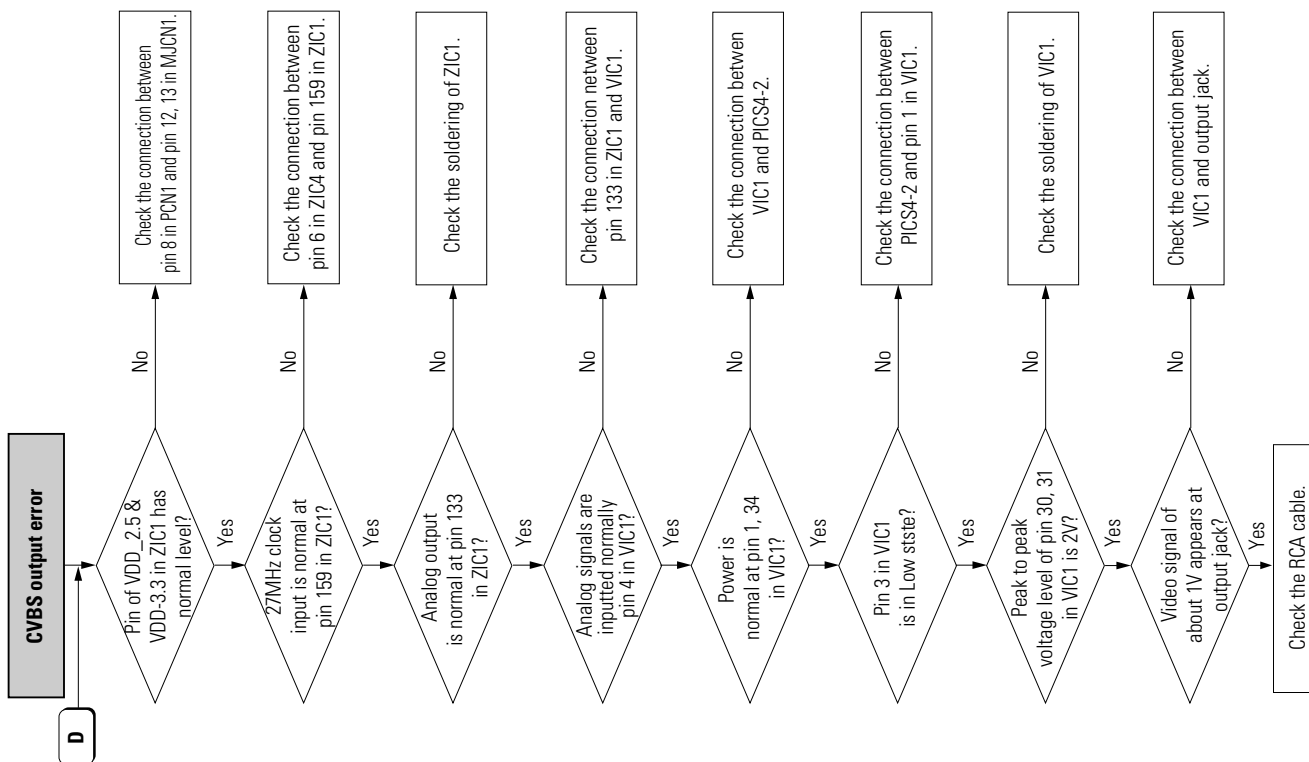 CVBS output error
D
Pin of VDD_2.5 &
VDD-3.3 in ZIC1 has
normal level?
No
Check the connection between
pin 8 in PCN1 and pin 12, 13 in MJCN1.
Yes
27MHz clock
input is normal at
pin 159 in ZIC1?
No
Check the connection between
pin 6 in ZIC4 and pin 159 in ZIC1.
Yes
Analog output
is normal at pin 133
in ZIC1?
No
Check the soldering of ZIC1.
Yes
Analog signals are
inputted normally
pin 4 in VIC1?
No
Check the connection netween
pin 133 in ZIC1 and VIC1.
Yes
Power is
normal at pin 1, 34
in VIC1?
No
Check the connection between
VIC1 and PICS4-2.
Yes
Pin 3 in VIC1
is in Low stste?
No
Check the connection between
PICS4-2 and pin 1 in VIC1.
Yes
Peak to peak
voltage level of pin 30, 31
in VIC1 is 2V?
No
Check the soldering of VIC1.
Yes
Video signal of
about 1V appears at
output jack?
No
Check the connection between
VIC1 and output jack.
Yes
Check the RCA cable.